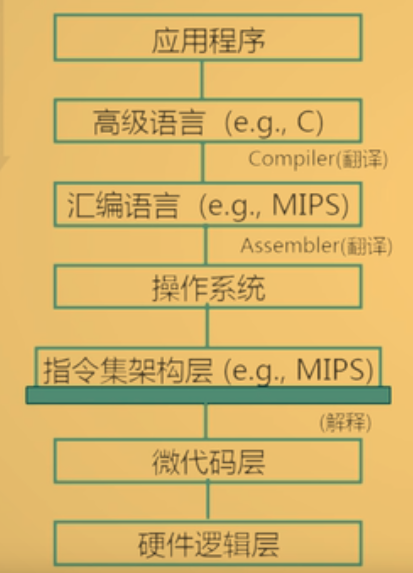 应用程序
高级语言 (e.g., C)
Compiler(翻译)
汇编语言 (e.g., MIPS)
Assembler(翻译)
操作系统
指令集架构层 (e.g., MIPS)
(解释)
微代码层
硬件逻辑层